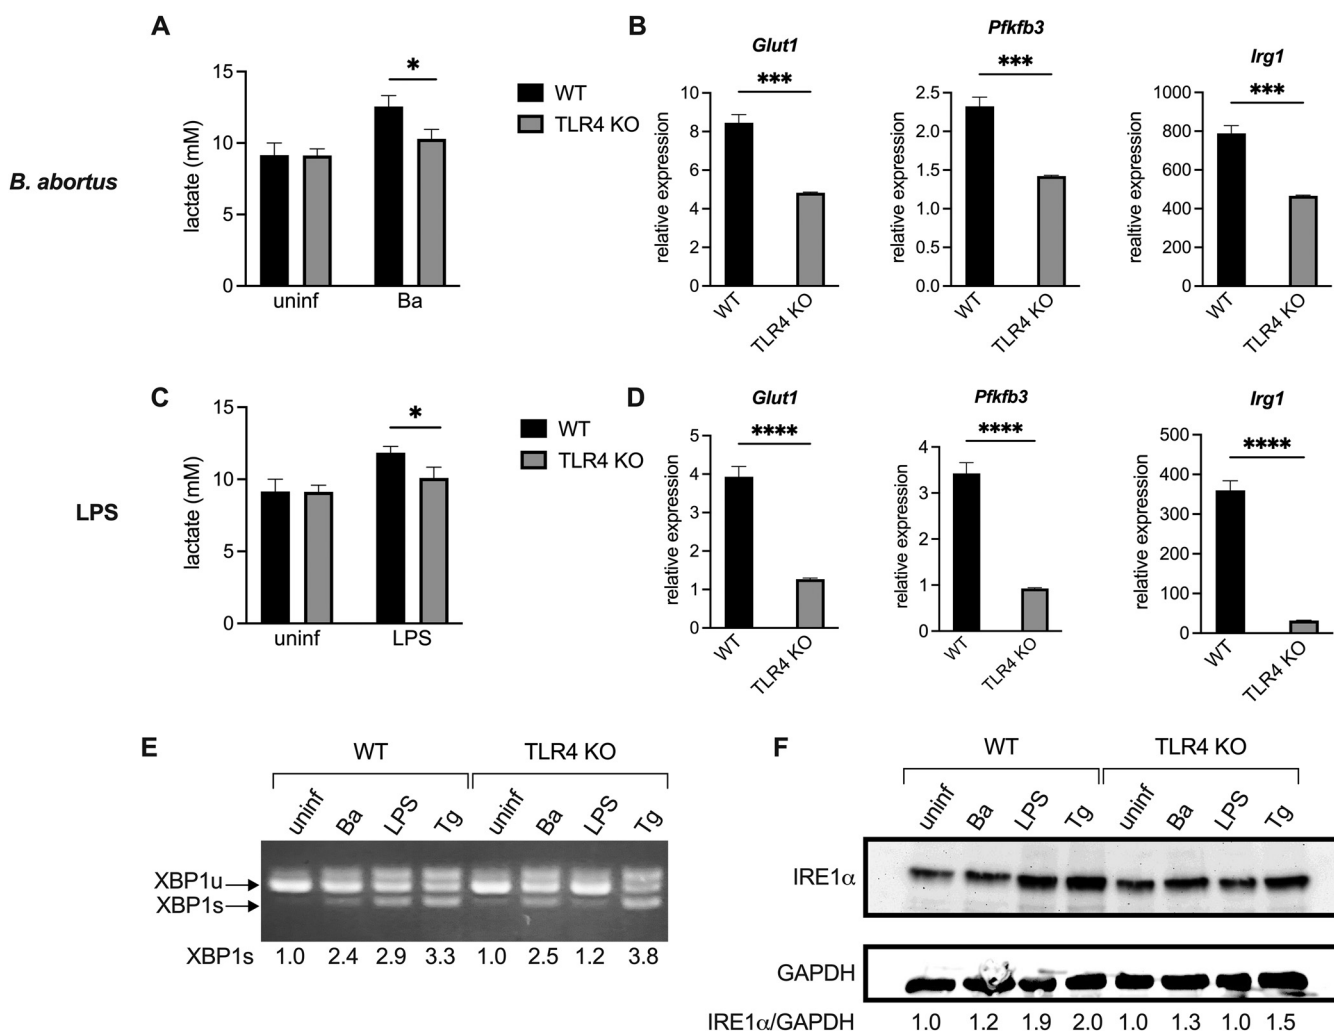 A
B
B. abortus
lactate (mM)
15
10
5
0
*
uninf
Ba
WT
TLR4 KO
Glut1
***
relative expression
10
8
6
4
2
0
WT
TLR4 KO
Pfkfb3
***
relative expression
2.5
2.0
1.5
1.0
0.5
0.0
WT
TLR4 KO
Irg1
***
realtive expression
1000
800
600
400
200
0
WT
TLR4 KO
C
D
LPS
lactate (mM)
15
10
5
0
*
uninf
LPS
WT
TLR4 KO
Glut1
****
relative expression
5
4
3
2
1
0
WT
TLR4 KO
Pfkfb3
****
relative expression
4
3
3
1
0
WT
TLR4 KO
Irg1
****
relative expression
500
400
300
200
100
0
WT
TLR4 KO
E
WT TLR4 KO
uninf Ba LPS Tg uninf Ba LPS Tg
XBP1u
XBP1s
XBP1s 1.0 2.4 2.9 3.3 1.0 2.5 1.2 3.8
F
WT TLR4 KO
uninf Ba LPS Tg uninf Ba LPS Tg
IRE1α
GAPDH
IRE1α/GAPDH 1.0 1.2 1.9 2.0 1.0 1.3 1.0 1.5